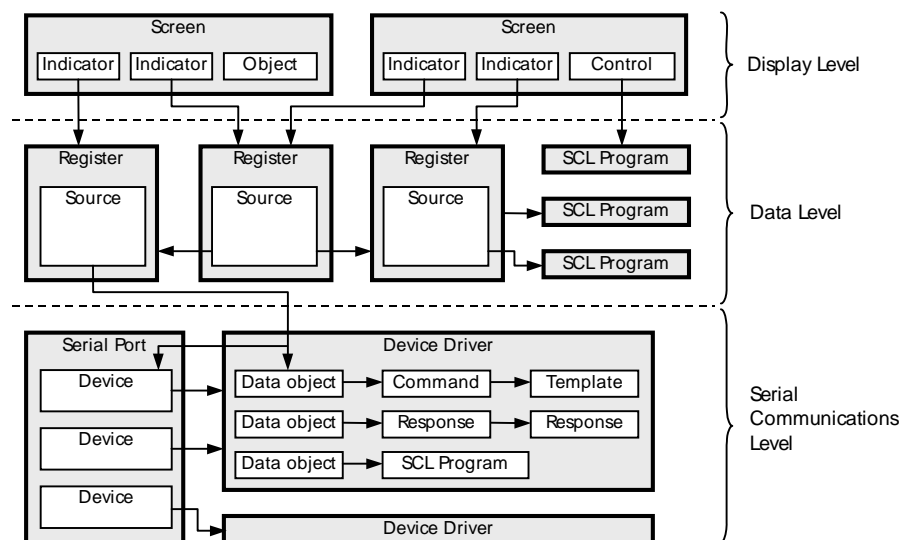 Screen
Screen
Indicator Indicator Object
Indicator Indicator Control
Display Level
Register
Register
Register
SCL Program
Source
Source
Source
SCL Program
Data Level
SCL Program
Serial Port
Device Driver
Device
Data object Command Template
Data object Response Response
Device
Data object SCL Program
Device
Device Driver
Serial
Communications
Level